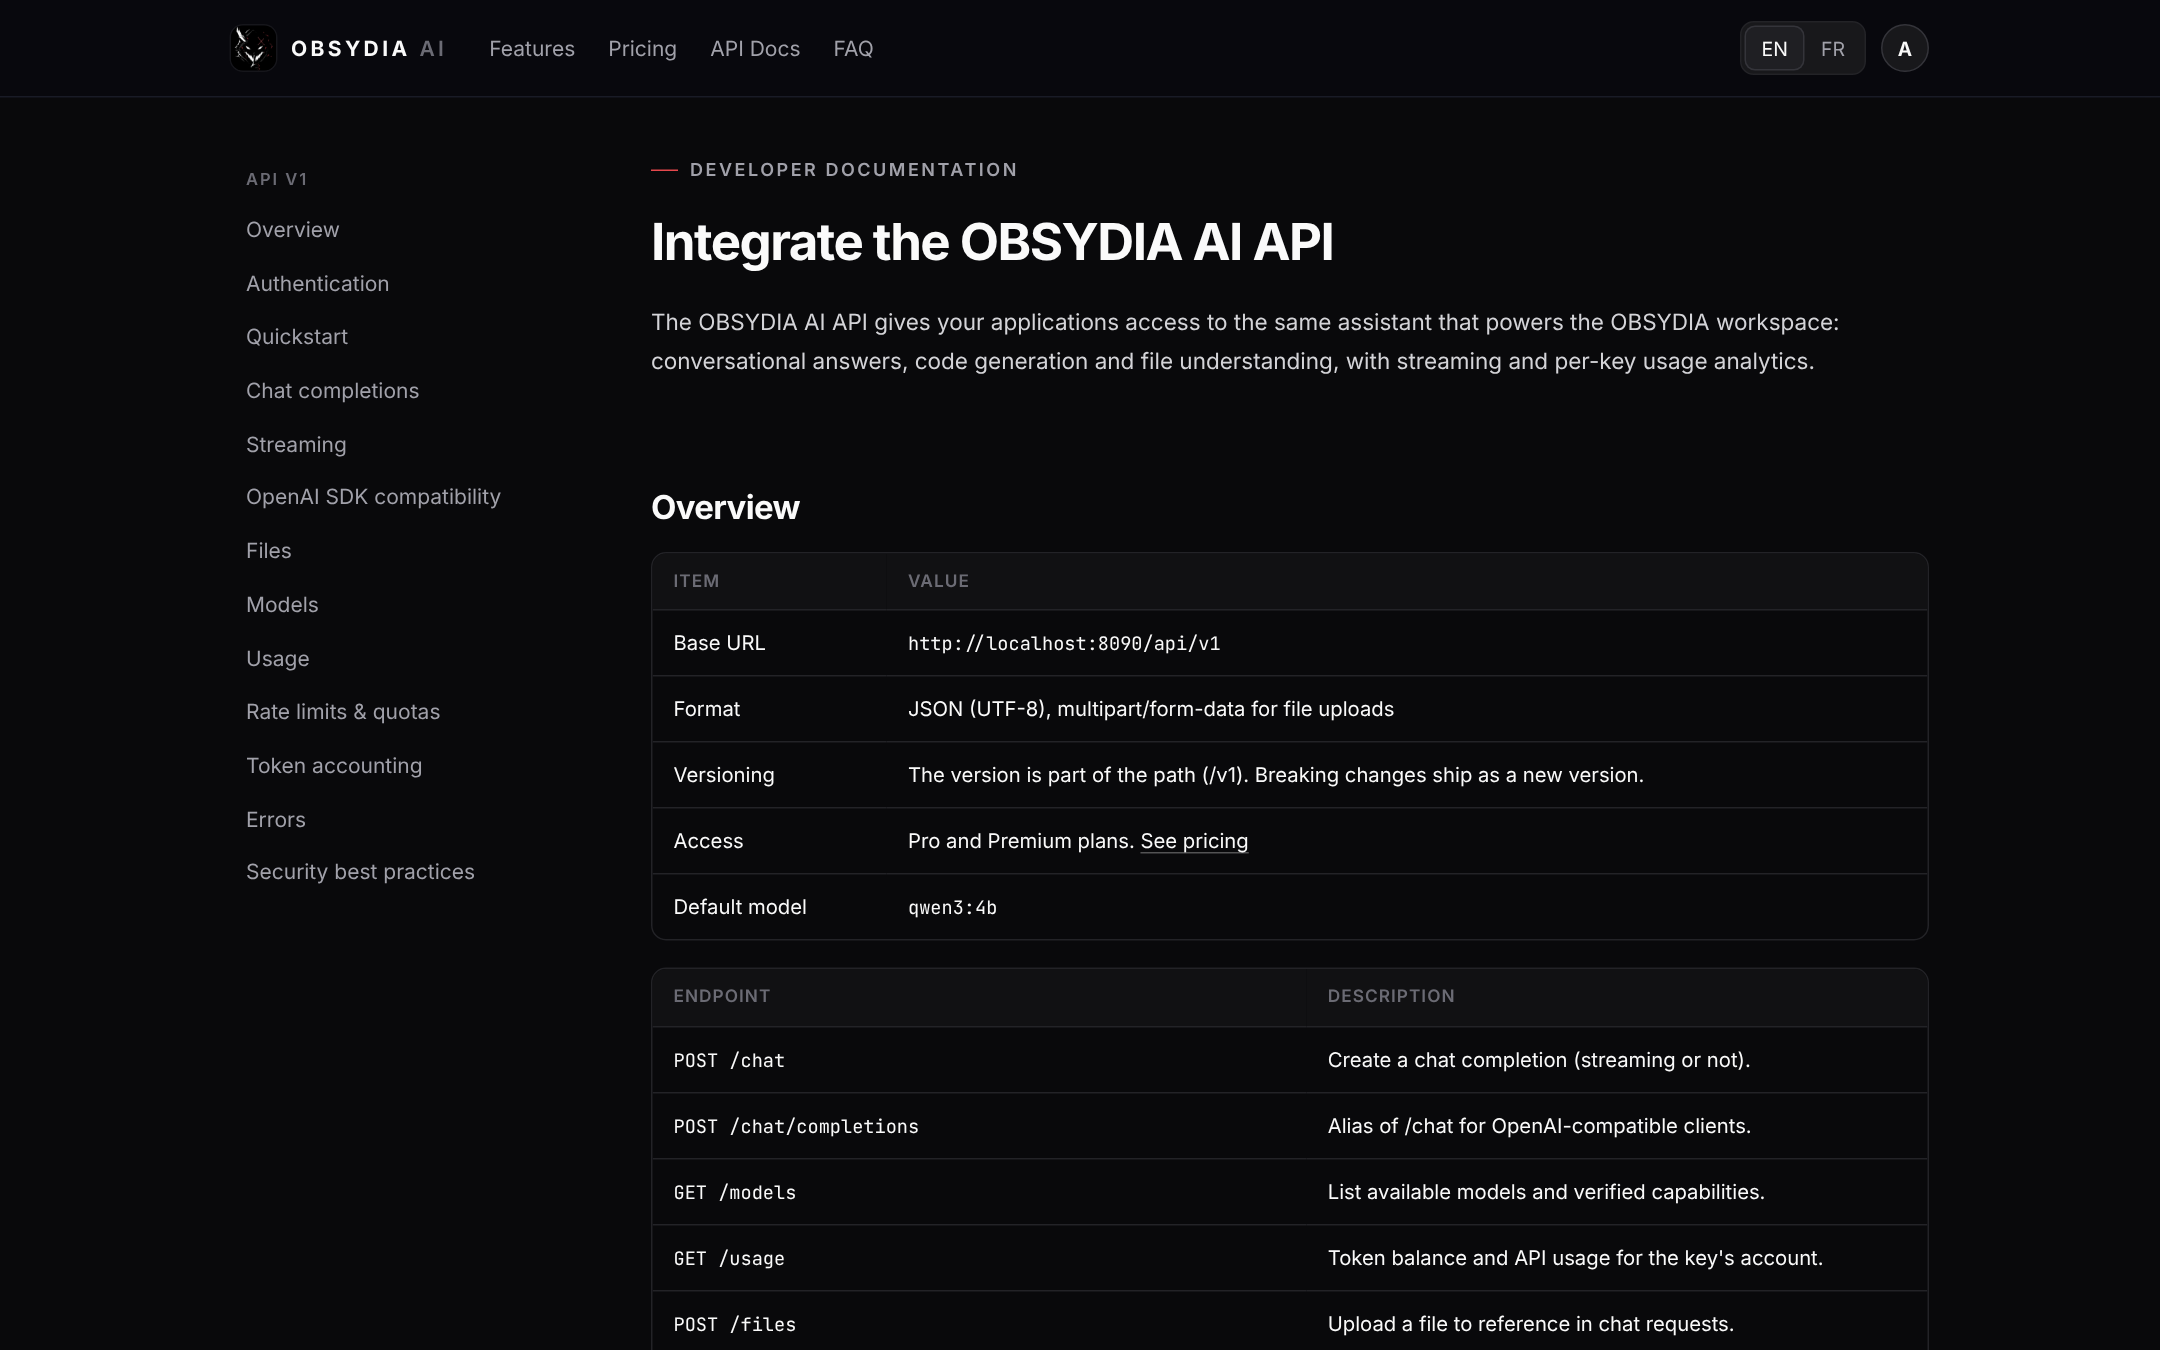 OBSYDIA AI
Features
Pricing
API Docs
FAQ
EN
FR
A
API V1
Overview
Authentication
Quickstart
Chat completions
Streaming
OpenAI SDK compatibility
Files
Models
Usage
Rate limits & quotas
Token accounting
Errors
Security best practices
DEVELOPER DOCUMENTATION
Integrate the OBSYDIA AI API
The OBSYDIA AI API gives your applications access to the same assistant that powers the OBSYDIA workspace:
conversational answers, code generation and file understanding, with streaming and per-key usage analytics.
Overview
ITEM VALUE
Base URL http://localhost:8090/api/v1
Format JSON (UTF-8), multipart/form-data for file uploads
Versioning The version is part of the path (/v1). Breaking changes ship as a new version.
Access Pro and Premium plans. See pricing
Default model qwen3:4b
ENDPOINT DESCRIPTION
POST /chat Create a chat completion (streaming or not).
POST /chat/completions Alias of /chat for OpenAI-compatible clients.
GET /models List available models and verified capabilities.
GET /usage Token balance and API usage for the key's account.
POST /files Upload a file to reference in chat requests.